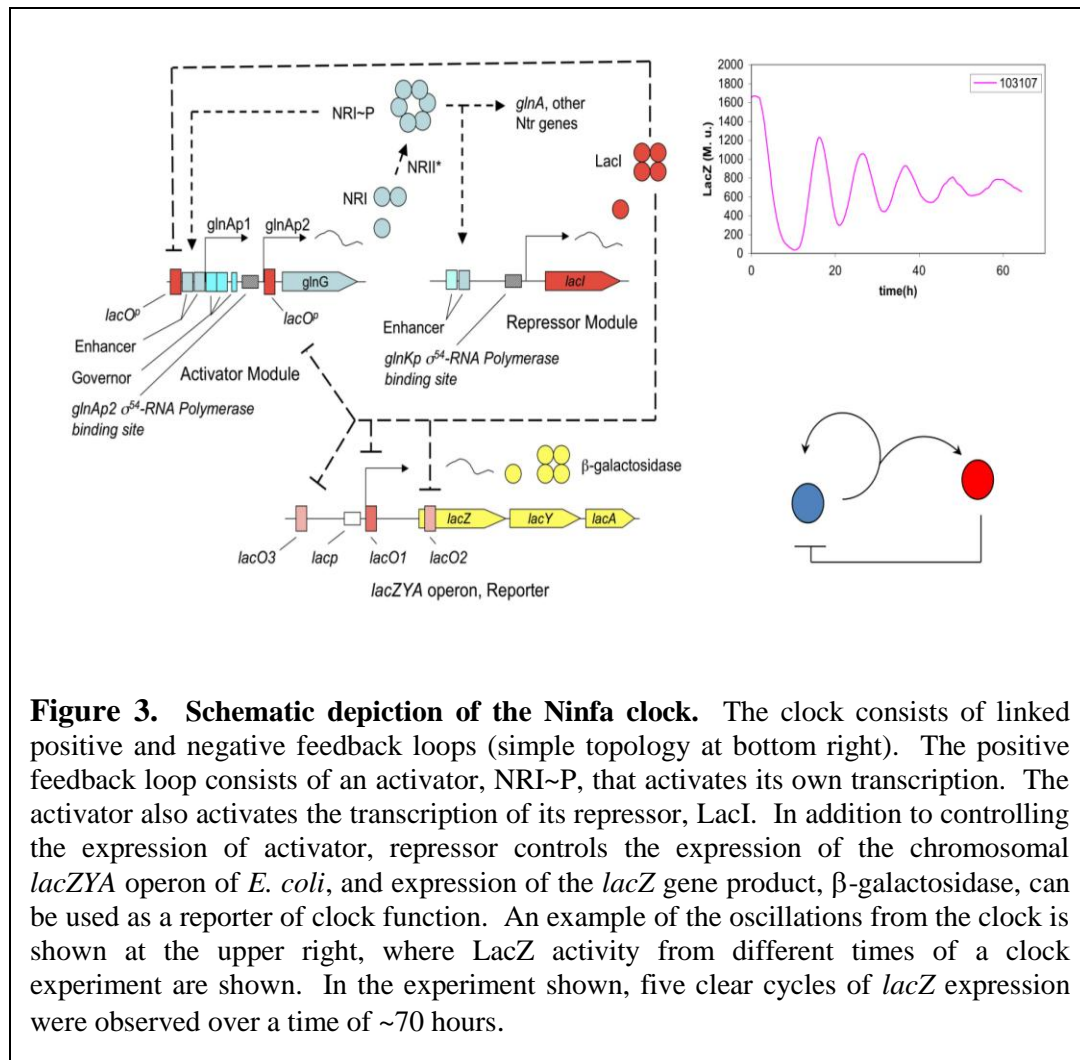 NRI~P
glnA, other
Ntr genes
NRII*
NRI
LacI
glnAp1
glnAp2
glnG
lacI
lacOᵖ
lacOᵖ
Enhancer
Governor
Activator Module
glnAp2 σ⁵⁴-RNA Polymerase
binding site
Enhancer
Repressor Module
glnKp σ⁵⁴-RNA Polymerase
binding site
β-galactosidase
lacZ
lacY
lacA
lacO3
lacp
lacO1
lacO2
lacZYA operon, Reporter
2000
1800
1600
1400
1200
1000
800
600
400
200
0
LacZ (M. u.)
103107
0
20
40
60
time(h)
Figure 3. Schematic depiction of the Ninfa clock. The clock consists of linked
positive and negative feedback loops (simple topology at bottom right). The positive
feedback loop consists of an activator, NRI~P, that activates its own transcription. The
activator also activates the transcription of its repressor, LacI. In addition to controlling
the expression of activator, repressor controls the expression of the chromosomal
lacZYA operon of E. coli, and expression of the lacZ gene product, β-galactosidase, can
be used as a reporter of clock function. An example of the oscillations from the clock is
shown at the upper right, where LacZ activity from different times of a clock
experiment are shown. In the experiment shown, five clear cycles of lacZ expression
were observed over a time of ~70 hours.